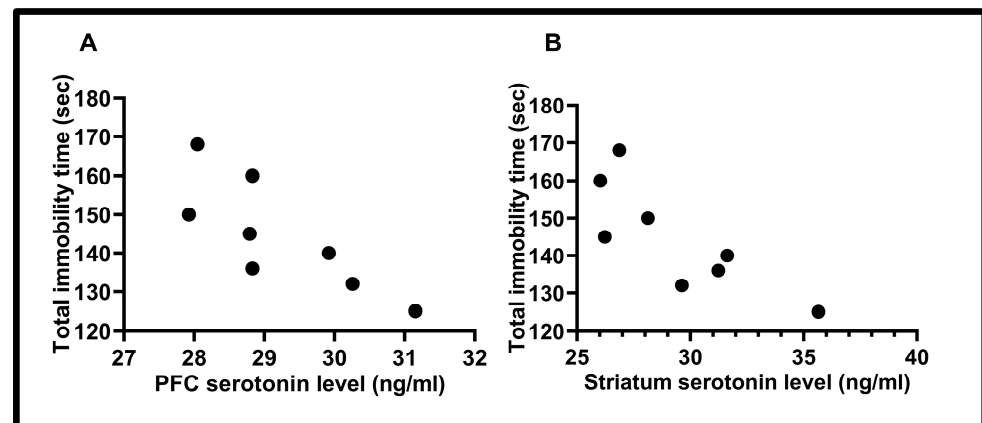 A
Total immobility time (sec)
180
170
160
150
140
130
120
27 28 29 30 31 32
PFC serotonin level (ng/ml)
B
Total immobility time (sec)
180
170
160
150
140
130
120
25 30 35 40
Striatum serotonin level (ng/ml)